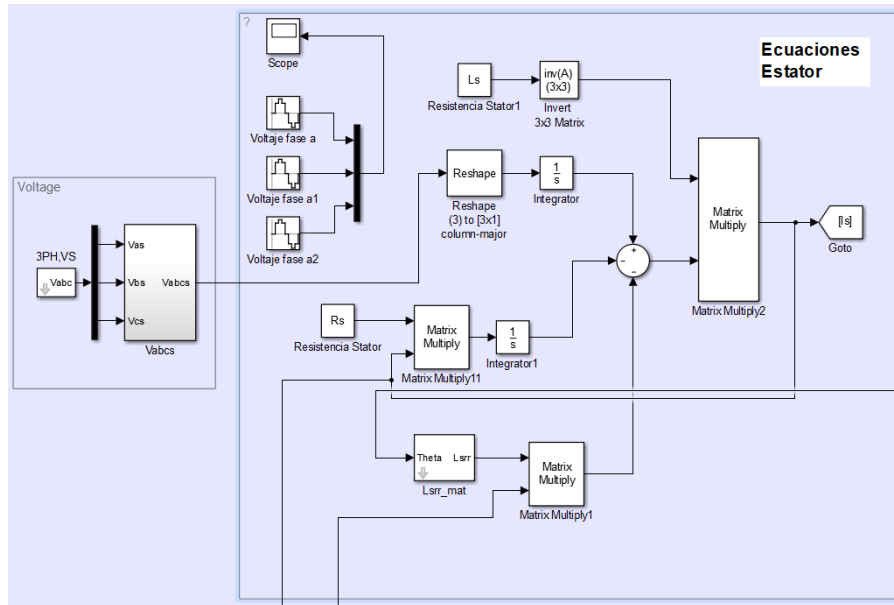 ?
Ecuaciones
Estator
Scope
Ls
Resistencia Stator1
inv(A)
(3x3)
Invert
3x3 Matrix
Voltaje fase a
Voltaje fase a1
Voltaje fase a2
Reshape
Reshape
(3) to [3x1]
column-major
1
s
Integrator
Matrix
Multiply
Matrix Multiply2
[Is]
Goto
+
−
−
Voltage
3PH,VS
Vabc
Vas
Vbs
Vcs
Vabcs
Vabcs
Rs
Resistencia Stator
Matrix
Multiply
Matrix Multiply11
1
s
Integrator1
Theta
Lsrr
Lsrr_mat
Matrix
Multiply
Matrix Multiply1